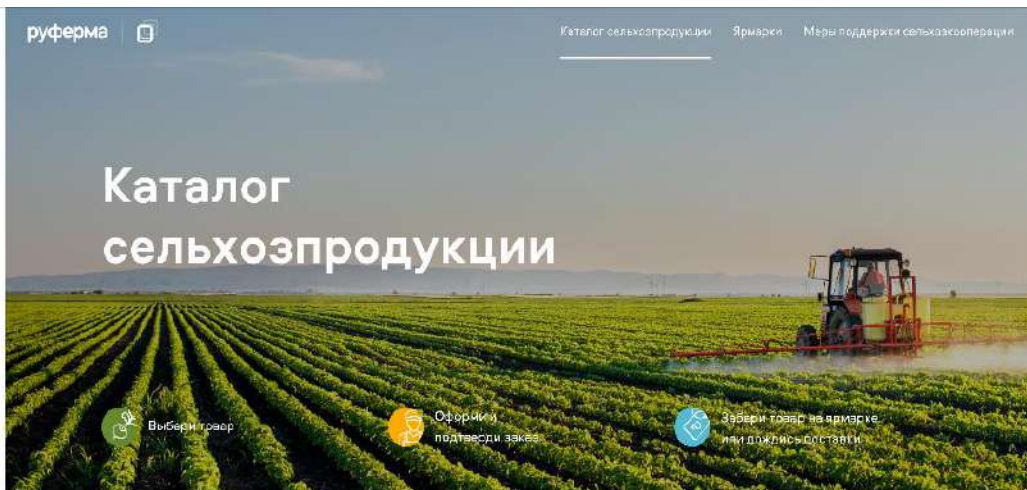 руферма
Каталог сельхозпродукции
Ярмарки
Меры поддержки сельхозкооперации
Каталог
сельхозпродукции
Выбери товар
Оформи и
подтверди заказ
Забери товар на ярмарке
или дождись доставки